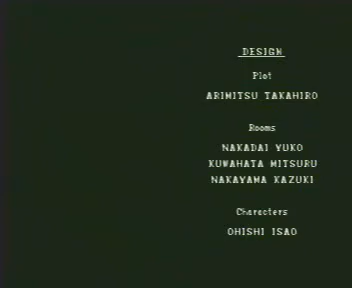 DESIGN
Plot
ARIMITSU TAKAHIRO
Rooms
NAKADAI YUKO
KUWAHATA MITSURU
NAKAYAMA KAZUKI
Characters
OHISHI ISAO